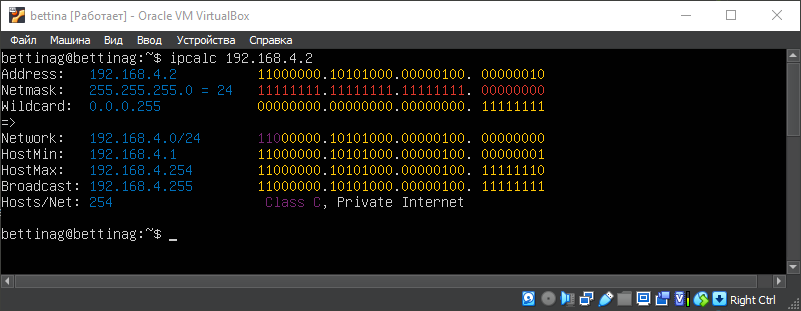 bettina [Работает] - Oracle VM VirtualBox
Файл Машина Вид Ввод Устройства Справка
bettinag@bettinag:~$ ipcalc 192.168.4.2
Address: 192.168.4.2 11000000.10101000.00000100. 00000010
Netmask: 255.255.255.0 = 24 11111111.11111111.11111111. 00000000
Wildcard: 0.0.0.255 00000000.00000000.00000000. 11111111
=>
Network: 192.168.4.0/24 11000000.10101000.00000100. 00000000
HostMin: 192.168.4.1 11000000.10101000.00000100. 00000001
HostMax: 192.168.4.254 11000000.10101000.00000100. 11111110
Broadcast: 192.168.4.255 11000000.10101000.00000100. 11111111
Hosts/Net: 254 Class C, Private Internet
bettinag@bettinag:~$ _
Right Ctrl